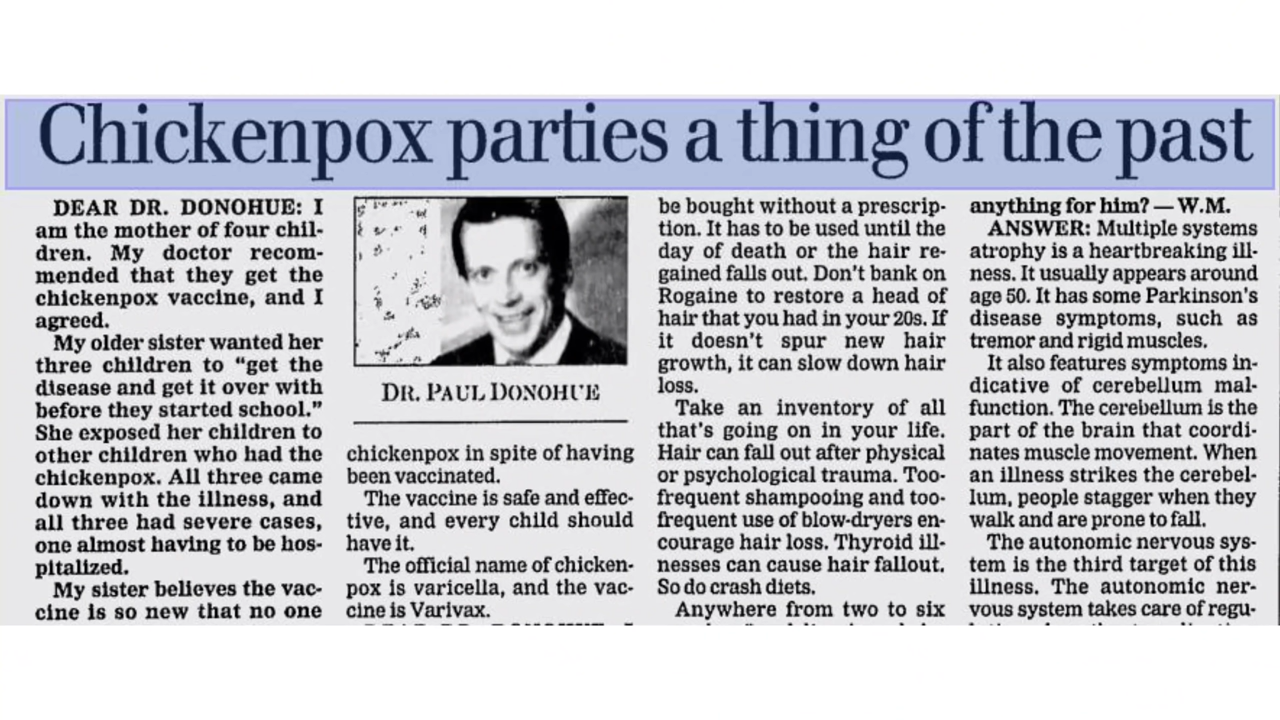 Chickenpox parties a thing of the past
DEAR DR. DONOHUE: I
am the mother of four chil-
dren. My doctor recom-
mended that they get the
chickenpox vaccine, and I
agreed.
My older sister wanted her
three children to “get the
disease and get it over with
before they started school.”
She exposed her children to
other children who had the
chickenpox. All three came
down with the illness, and
all three had severe cases,
one almost having to be hos-
pitalized.
My sister believes the vac-
cine is so new that no one
DR. PAUL DONOHUE
chickenpox in spite of having
been vaccinated.
The vaccine is safe and effec-
tive, and every child should
have it.
The official name of chicken-
pox is varicella, and the vac-
cine is Varivax.
be bought without a prescrip-
tion. It has to be used until the
day of death or the hair re-
gained falls out. Don't bank on
Rogaine to restore a head of
hair that you had in your 20s. If
it doesn't spur new hair
growth, it can slow down hair
loss.
Take an inventory of all
that's going on in your life.
Hair can fall out after physical
or psychological trauma. Too-
frequent shampooing and too-
frequent use of blow-dryers en-
courage hair loss. Thyroid ill-
nesses can cause hair fallout.
So do crash diets.
Anywhere from two to six
anything for him? — W.M.
ANSWER: Multiple systems
atrophy is a heartbreaking ill-
ness. It usually appears around
age 50. It has some Parkinson's
disease symptoms, such as
tremor and rigid muscles.
It also features symptoms in-
dicative of cerebellum mal-
function. The cerebellum is the
part of the brain that coordi-
nates muscle movement. When
an illness strikes the cerebel-
lum, people stagger when they
walk and are prone to fall.
The autonomic nervous sys-
tem is the third target of this
illness. The autonomic ner-
vous system takes care of regu-